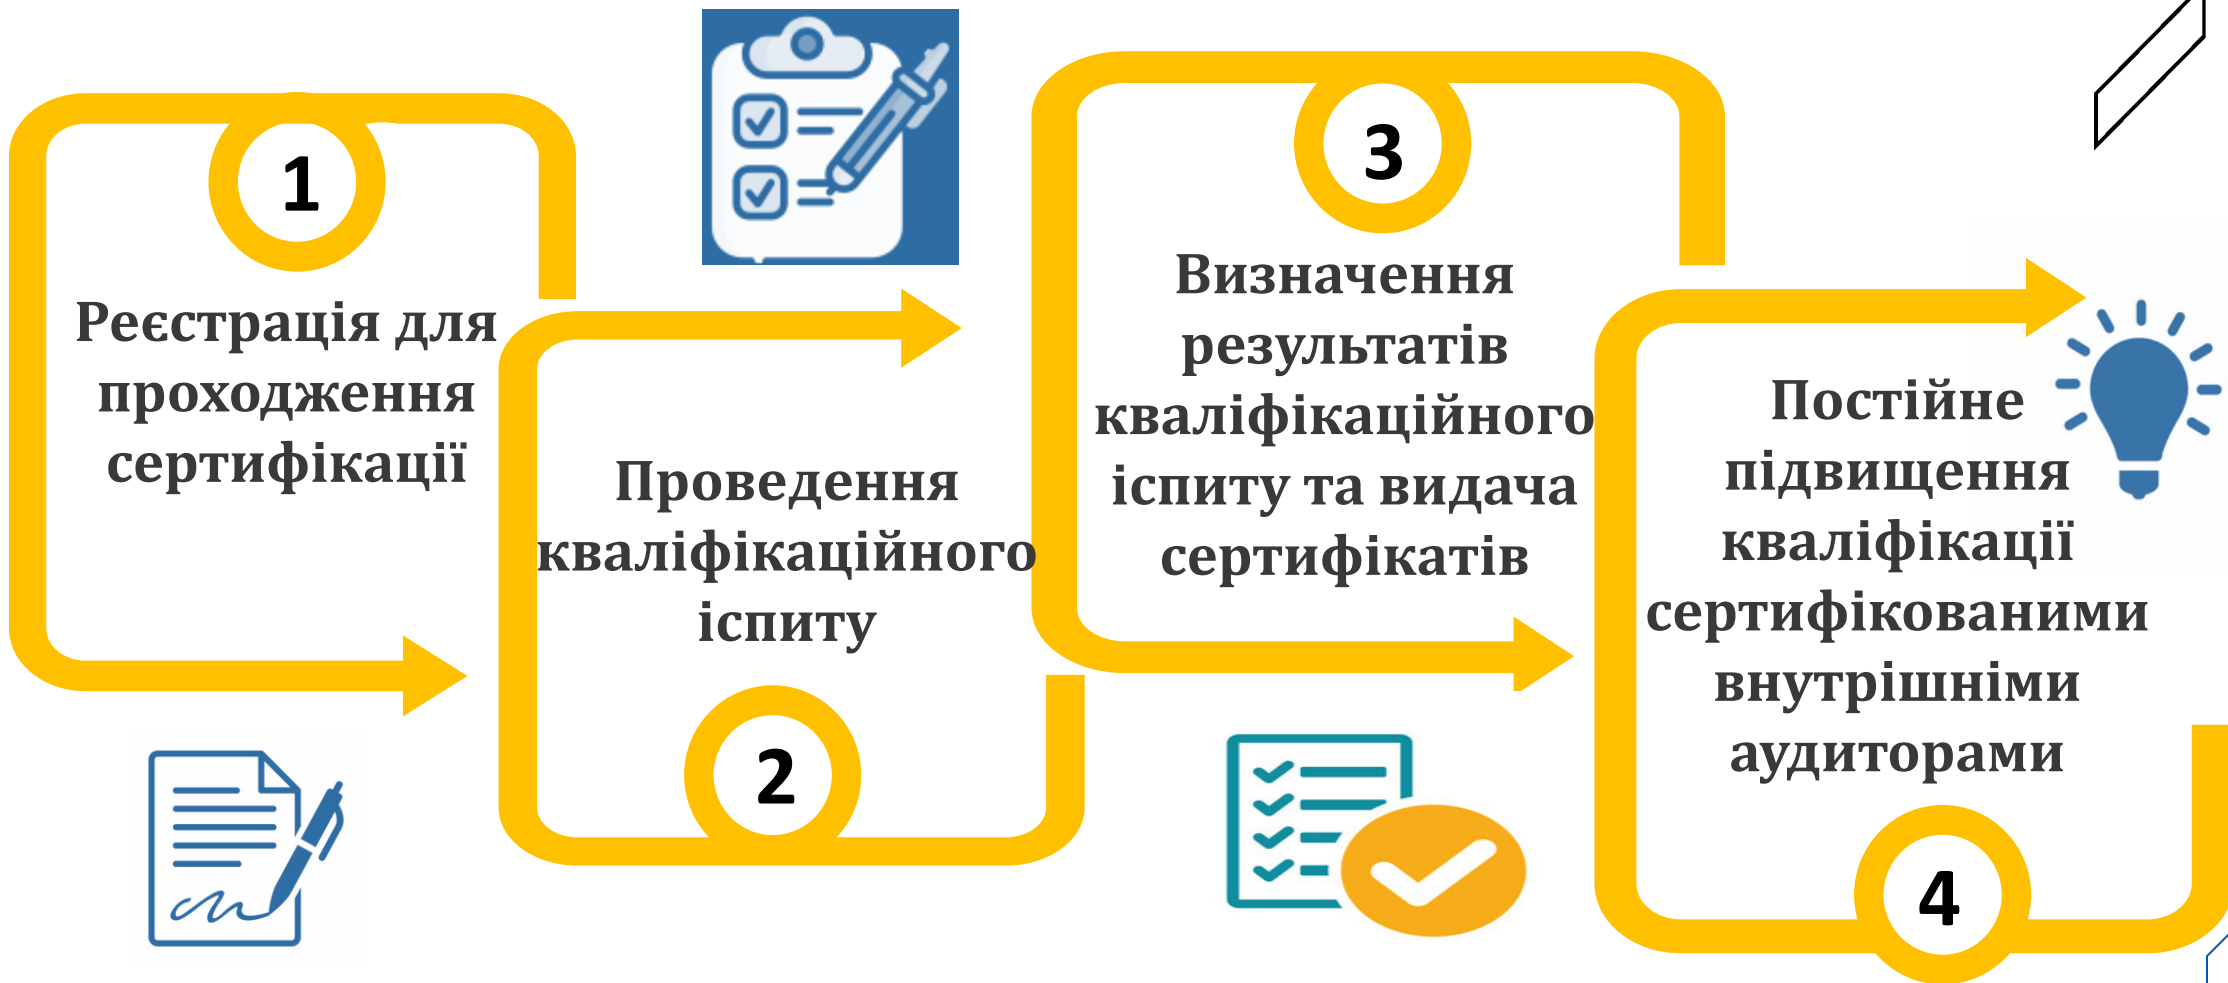 1
Реєстрація для
проходження
сертифікації
Проведення
кваліфікаційного
іспиту
2
3
Визначення
результатів
кваліфікаційного
іспиту та видача
сертифікатів
Постійне
підвищення
кваліфікації
сертифікованими
внутрішніми
аудиторами
4